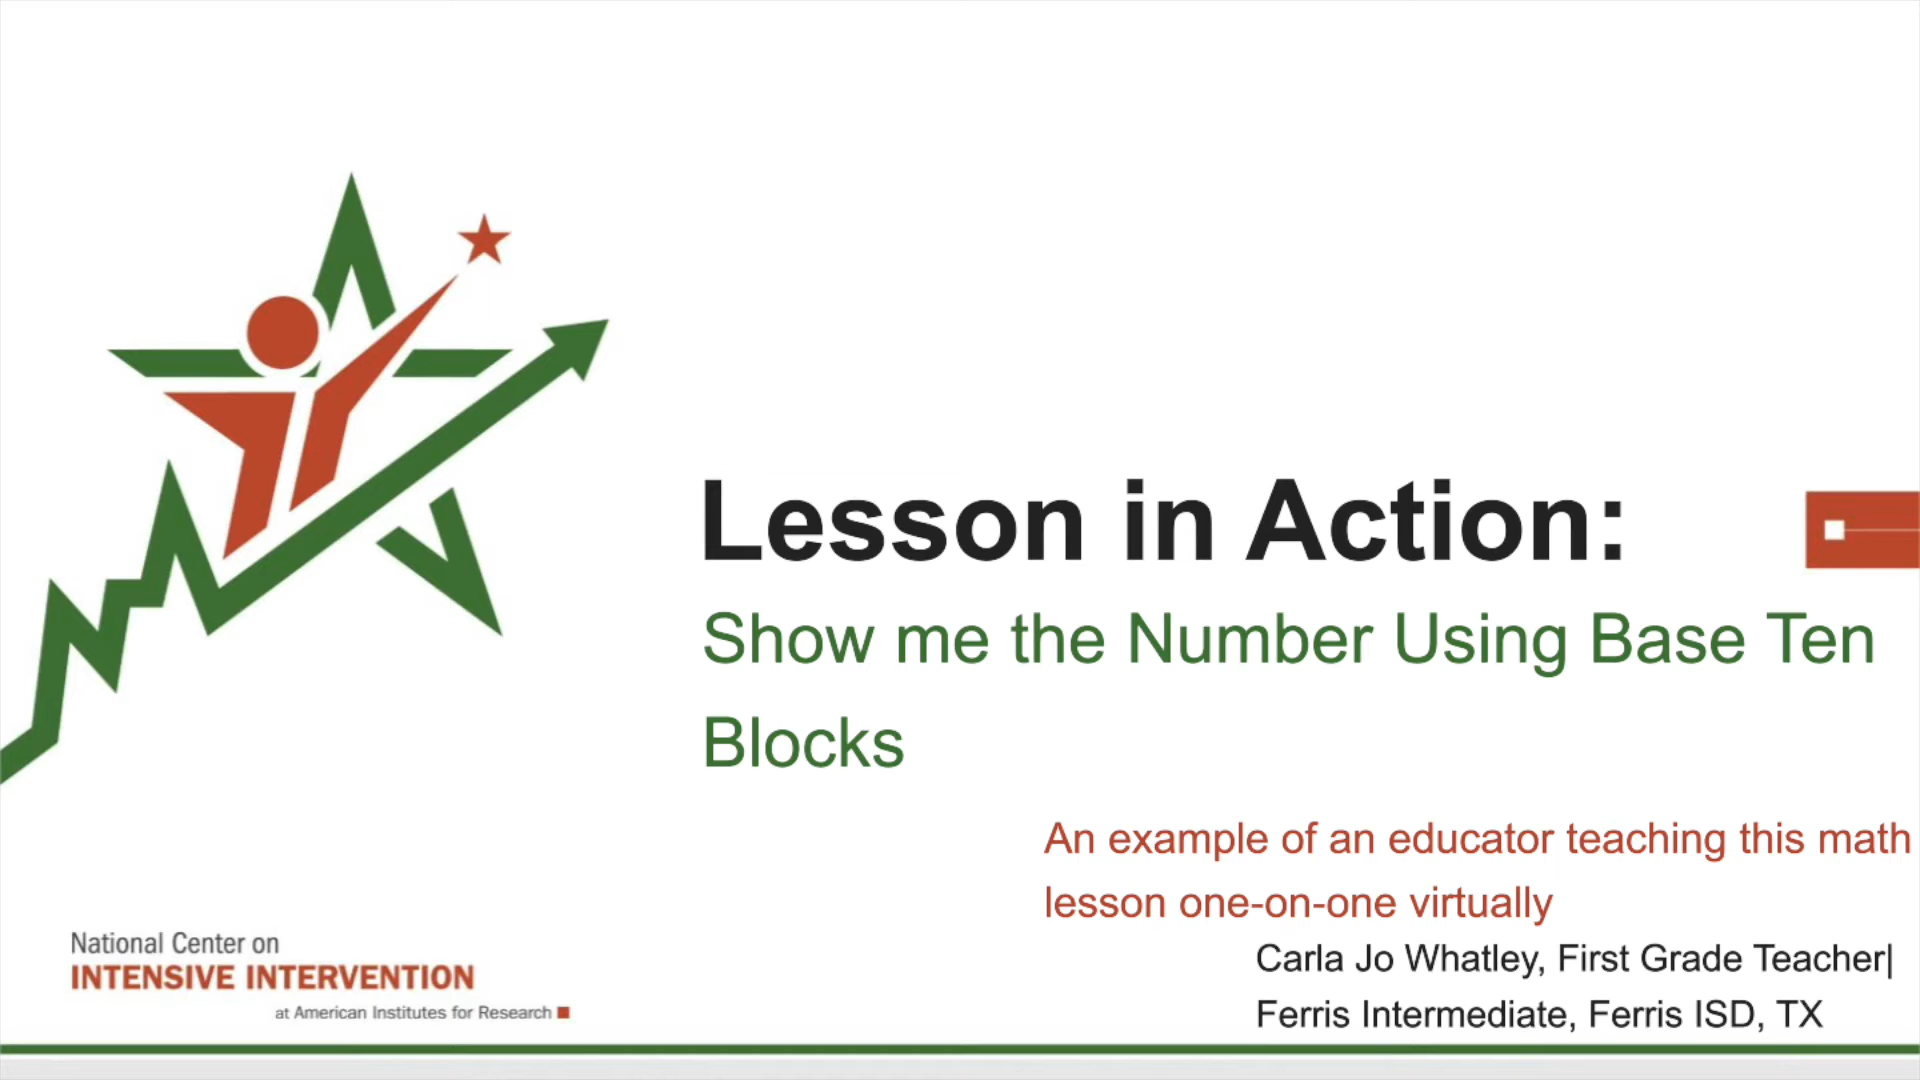 Lesson in Action:
Show me the Number Using Base Ten
Blocks
An example of an educator teaching this math
lesson one-on-one virtually
Carla Jo Whatley, First Grade Teacher|
Ferris Intermediate, Ferris ISD, TX
National Center on
INTENSIVE INTERVENTION
at American Institutes for Research